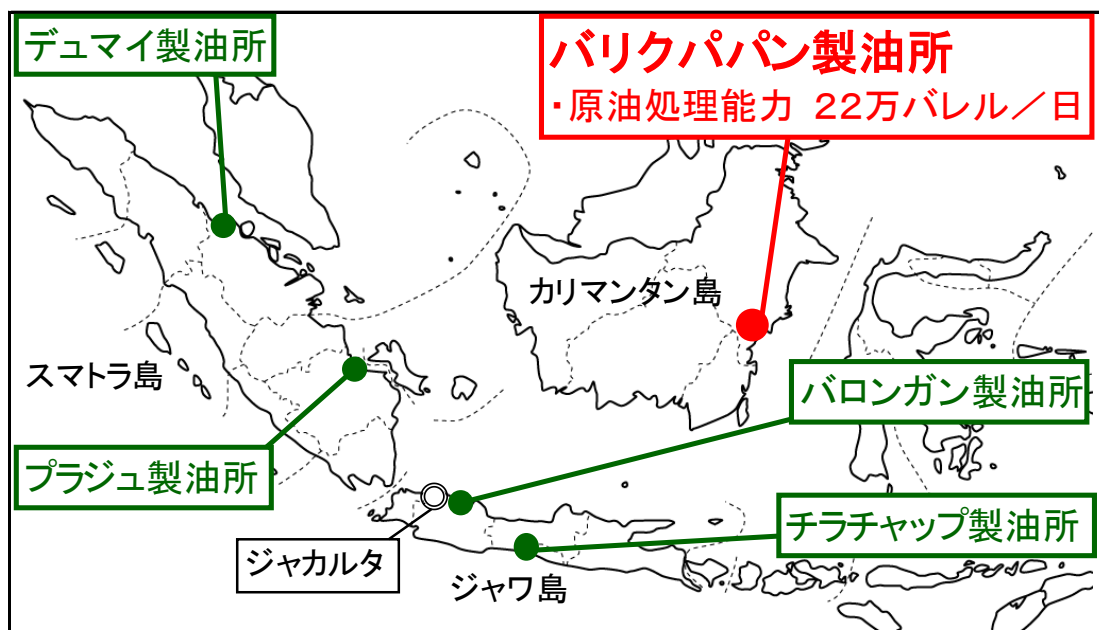 デュマイ製油所
バリクパパン製油所
・原油処理能力 22万バレル／日
カリマンタン島
スマトラ島
バロンガン製油所
プラジュ製油所
チラチャップ製油所
ジャカルタ
ジャワ島